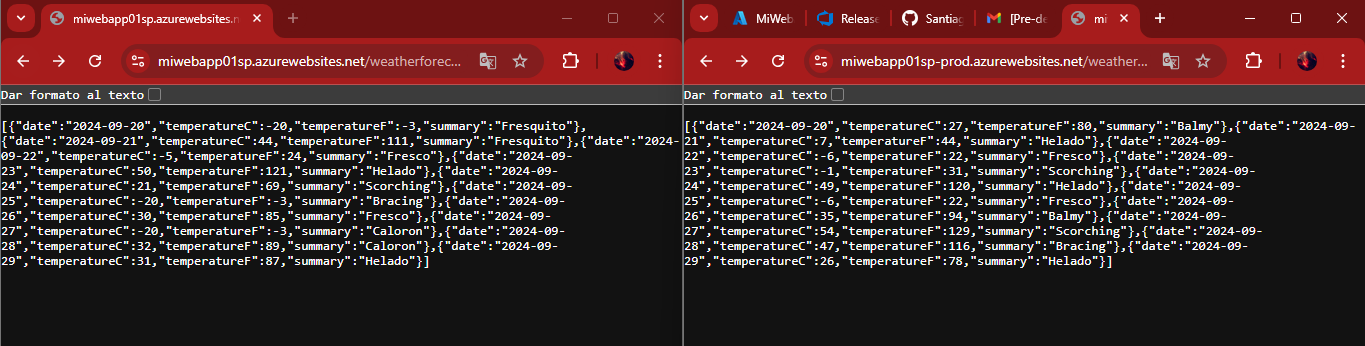 miwebapp01sp.azurewebsites.n
miwebapp01sp.azurewebsites.net/weatherforec...
Dar formato al texto
[{"date":"2024-09-20","temperatureC":-20,"temperatureF":-3,"summary":"Fresquito"},
{"date":"2024-09-21","temperatureC":44,"temperatureF":111,"summary":"Fresquito"},{"date":"2024-
09-22","temperatureC":-5,"temperatureF":24,"summary":"Fresco"},{"date":"2024-09-
23","temperatureC":50,"temperatureF":121,"summary":"Helado"},{"date":"2024-09-
24","temperatureC":21,"temperatureF":69,"summary":"Scorching"},{"date":"2024-09-
25","temperatureC":-20,"temperatureF":-3,"summary":"Bracing"},{"date":"2024-09-
26","temperatureC":30,"temperatureF":85,"summary":"Fresco"},{"date":"2024-09-
27","temperatureC":-20,"temperatureF":-3,"summary":"Caloron"},{"date":"2024-09-
28","temperatureC":32,"temperatureF":89,"summary":"Caloron"},{"date":"2024-09-
29","temperatureC":31,"temperatureF":87,"summary":"Helado"}]
MiWeb
Release
Santiag
[Pre-de
mi
miwebapp01sp-prod.azurewebsites.net/weather...
Dar formato al texto
[{"date":"2024-09-20","temperatureC":27,"temperatureF":80,"summary":"Balmy"},{"date":"2024-09-
21","temperatureC":7,"temperatureF":44,"summary":"Helado"},{"date":"2024-09-
22","temperatureC":-6,"temperatureF":22,"summary":"Fresco"},{"date":"2024-09-
23","temperatureC":-1,"temperatureF":31,"summary":"Scorching"},{"date":"2024-09-
24","temperatureC":49,"temperatureF":120,"summary":"Helado"},{"date":"2024-09-
25","temperatureC":-6,"temperatureF":22,"summary":"Fresco"},{"date":"2024-09-
26","temperatureC":35,"temperatureF":94,"summary":"Balmy"},{"date":"2024-09-
27","temperatureC":54,"temperatureF":129,"summary":"Scorching"},{"date":"2024-09-
28","temperatureC":47,"temperatureF":116,"summary":"Bracing"},{"date":"2024-09-
29","temperatureC":26,"temperatureF":78,"summary":"Helado"}]